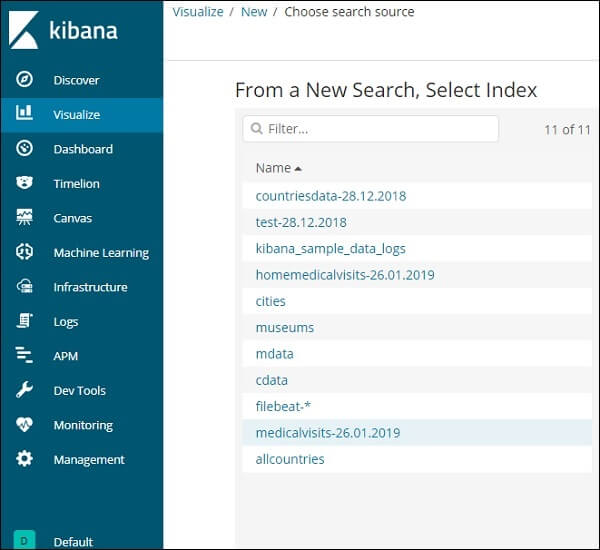 kibana
Discover
Visualize
Dashboard
Timelion
Canvas
Machine Learning
Infrastructure
Logs
APM
Dev Tools
Monitoring
Management
D Default
Visualize / New / Choose search source
From a New Search, Select Index
Filter... 11 of 11
Name
countriesdata-28.12.2018
test-28.12.2018
kibana_sample_data_logs
homemedicalvisits-26.01.2019
cities
museums
mdata
cdata
filebeat-*
medicalvisits-26.01.2019
allcountries